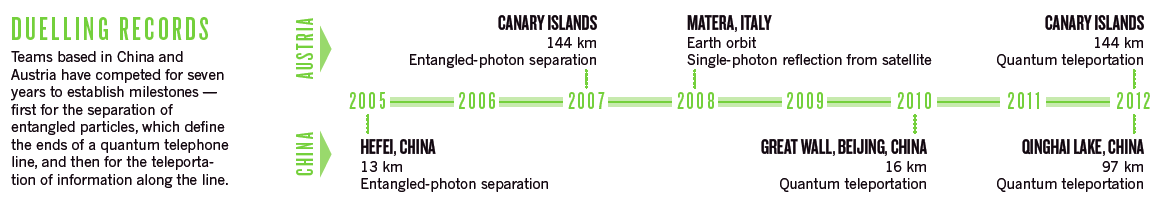 DUELLING RECORDS
Teams based in China and
Austria have competed for seven
years to establish milestones —
first for the separation of
entangled particles, which define
the ends of a quantum telephone
line, and then for the teleporta-
tion of information along the line.
AUSTRIA
CANARY ISLANDS
144 km
Entangled-photon separation
MATERA, ITALY
Earth orbit
Single-photon reflection from satellite
CANARY ISLANDS
144 km
Quantum teleportation
2005 2006 2007 2008 2009 2010 2011 2012
CHINA
HEFEI, CHINA
13 km
Entangled-photon separation
GREAT WALL, BEIJING, CHINA
16 km
Quantum teleportation
QINGHAI LAKE, CHINA
97 km
Quantum teleportation